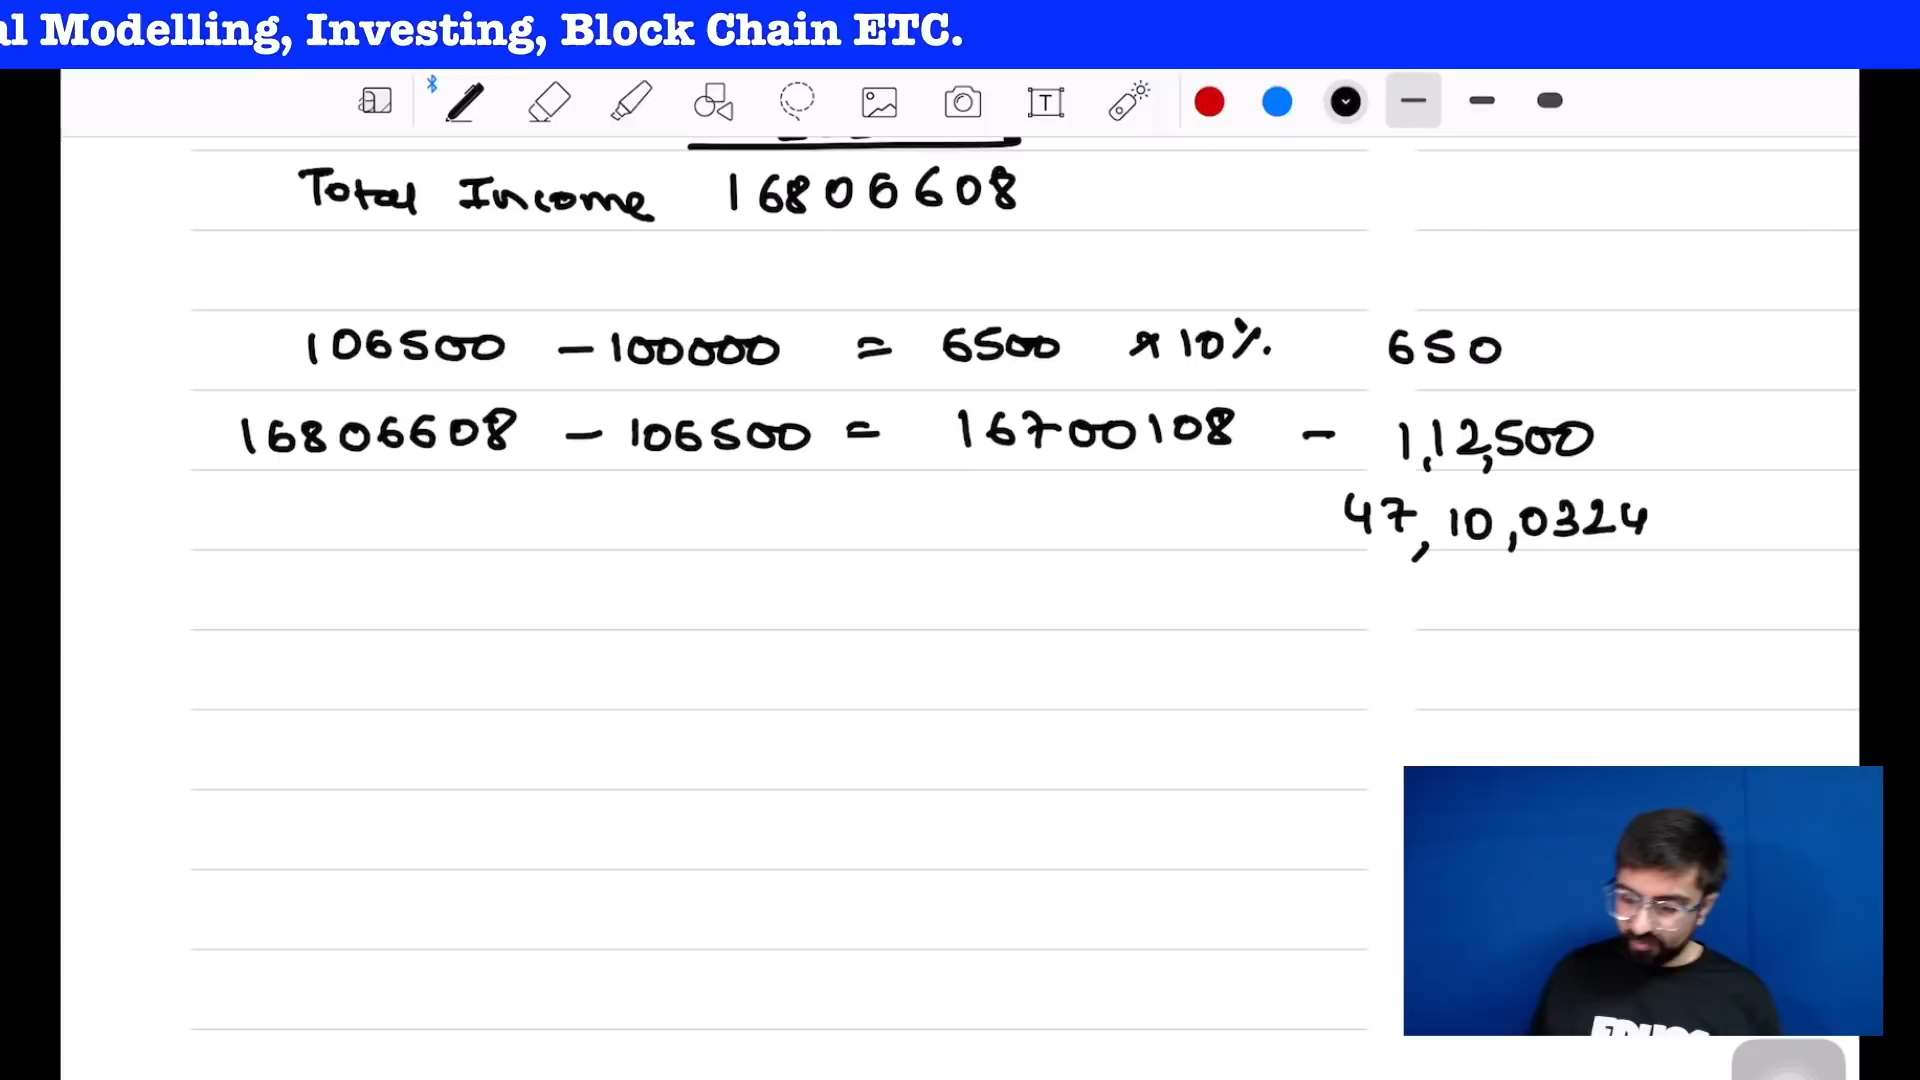 al Modelling, Investing, Block Chain ETC.
T
Total Income 16806608
106500 - 100000 = 6500 × 10% 650
16806608 - 106500 = 16700108 - 1,12,500
47,10,0324